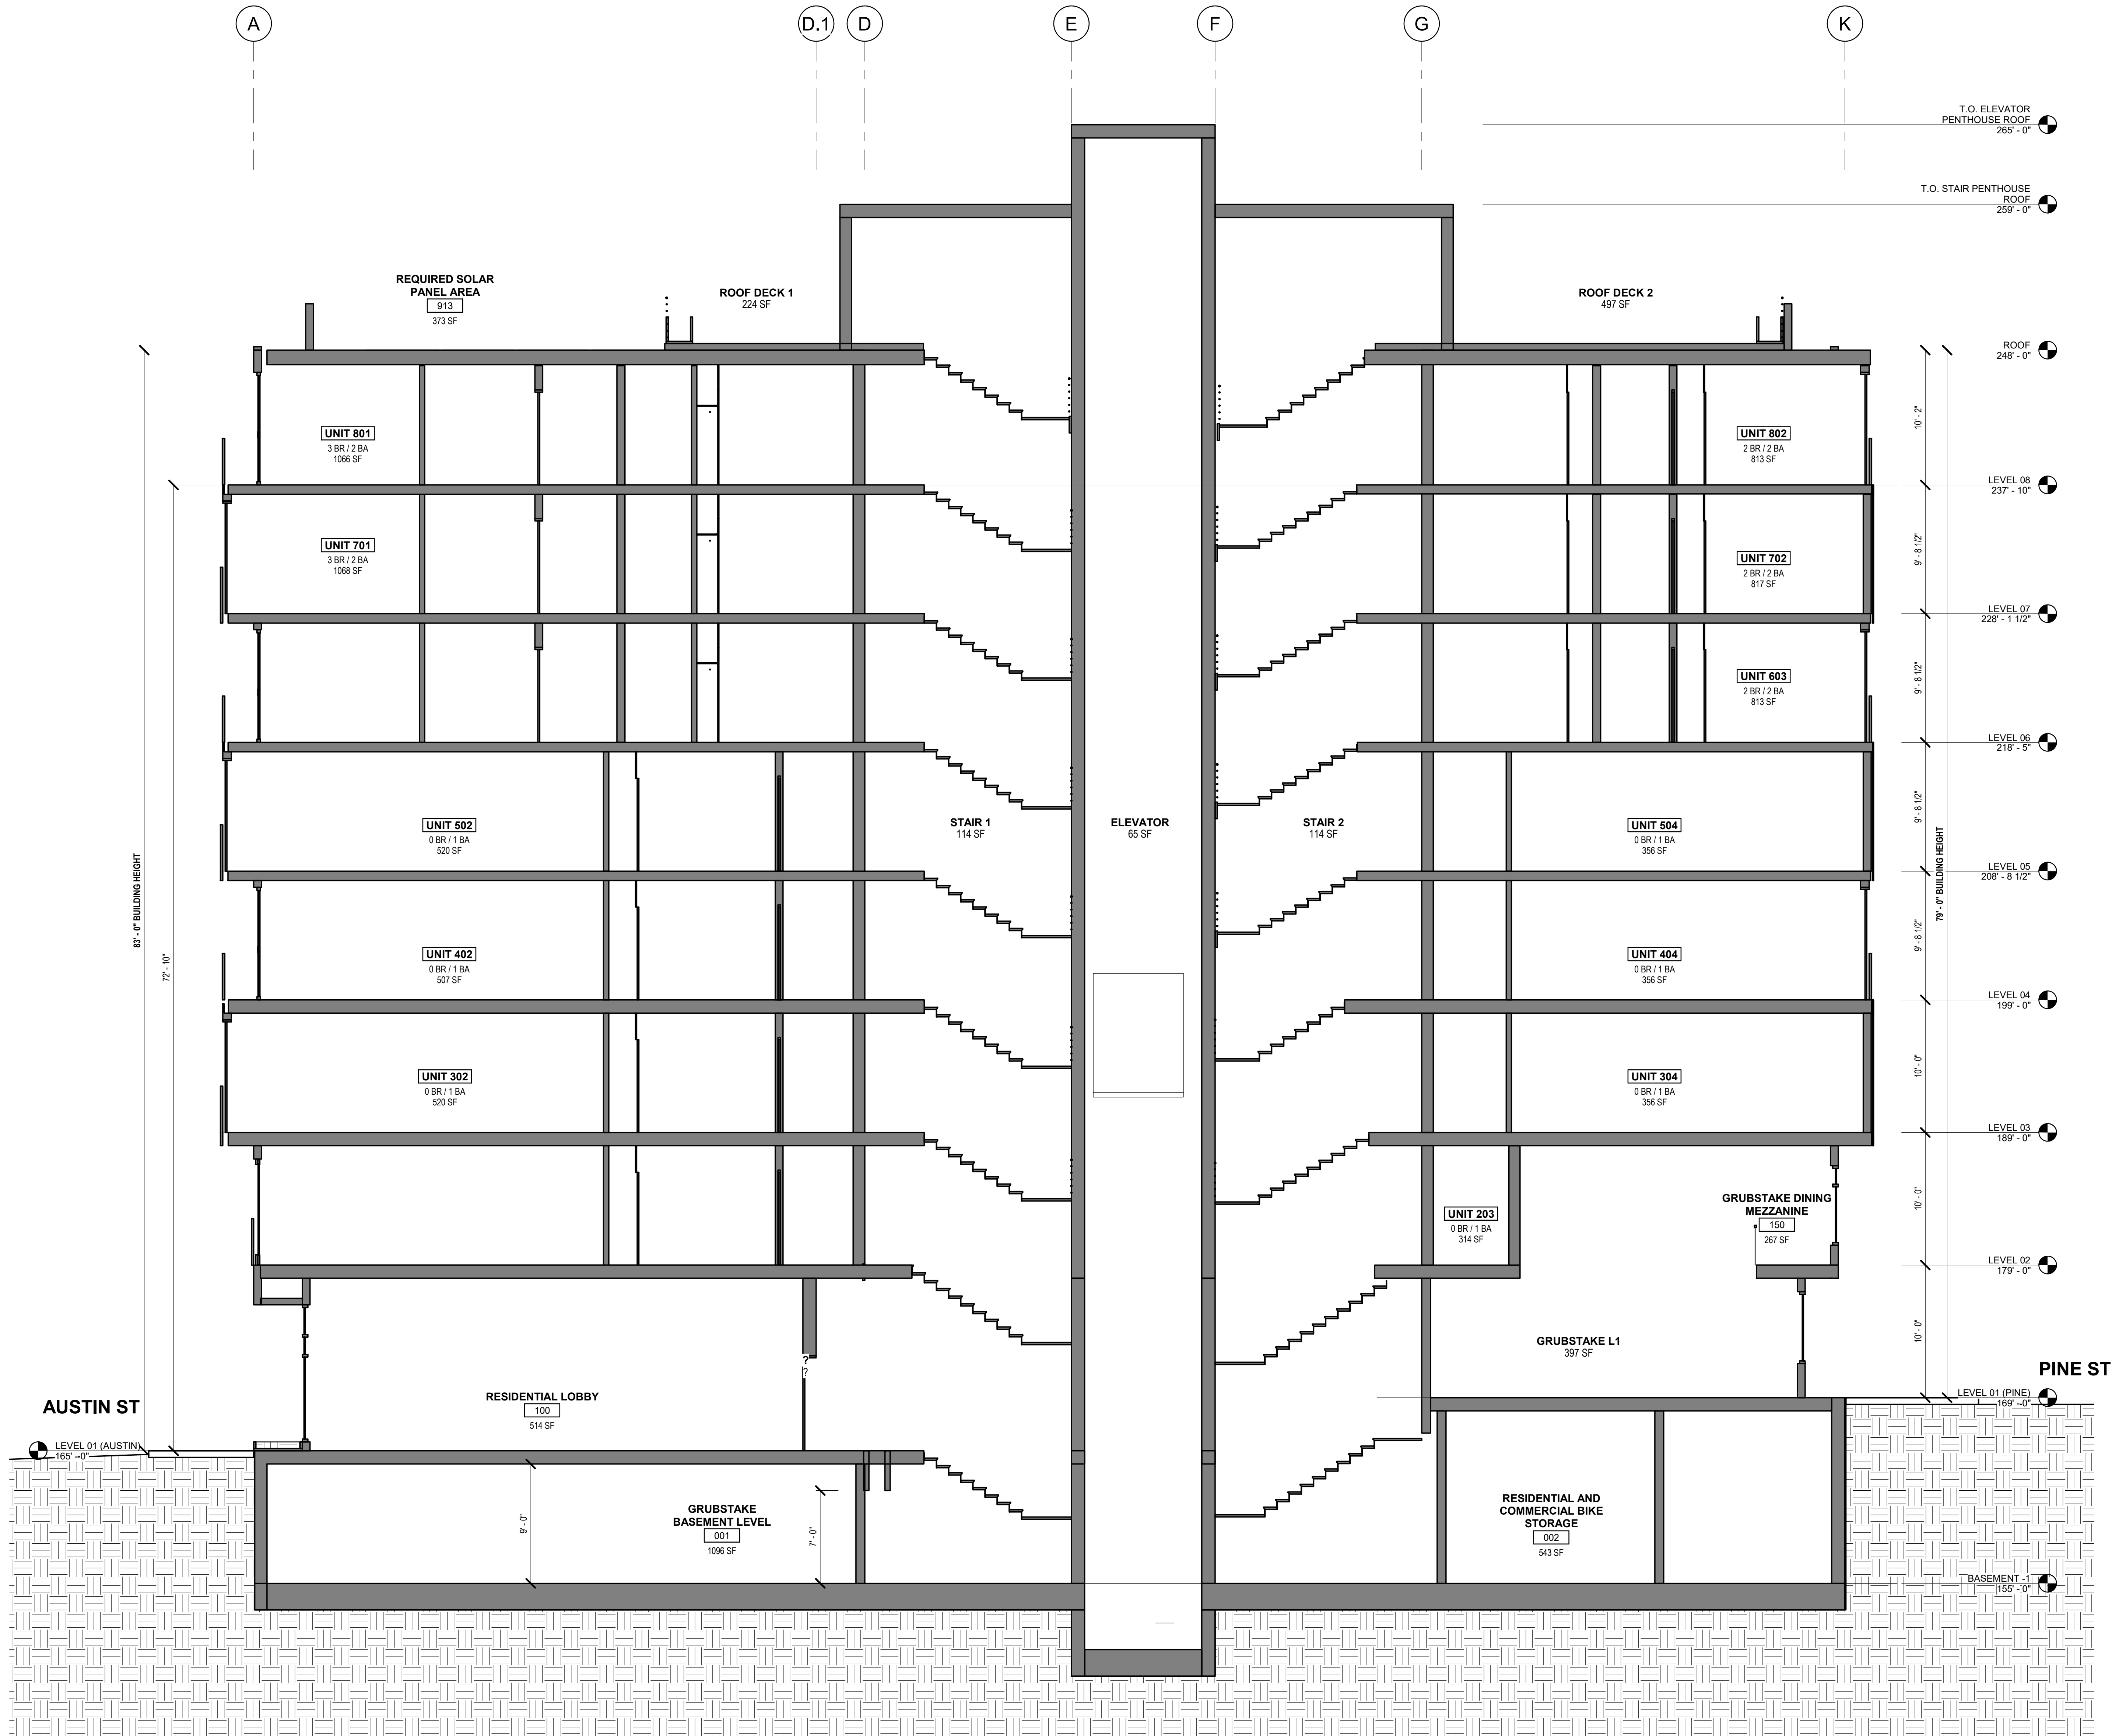 A
D.1
D
E
F
G
K
T.O. ELEVATOR
PENTHOUSE ROOF
265' - 0"
T.O. STAIR PENTHOUSE
ROOF
259' - 0"
REQUIRED SOLAR
PANEL AREA
913
373 SF
ROOF DECK 1
224 SF
ROOF DECK 2
497 SF
ROOF
248' - 0"
10' - 2"
UNIT 801
3 BR / 2 BA
1066 SF
UNIT 802
2 BR / 2 BA
813 SF
LEVEL 08
237' - 10"
9' - 8 1/2"
UNIT 701
3 BR / 2 BA
1068 SF
UNIT 702
2 BR / 2 BA
817 SF
LEVEL 07
228' - 1 1/2"
9' - 8 1/2"
UNIT 603
2 BR / 2 BA
813 SF
LEVEL 06
218' - 5"
9' - 8 1/2"
UNIT 502
0 BR / 1 BA
520 SF
STAIR 1
114 SF
ELEVATOR
65 SF
STAIR 2
114 SF
UNIT 504
0 BR / 1 BA
356 SF
LEVEL 05
208' - 8 1/2"
83' - 0" BUILDING HEIGHT
79' - 0" BUILDING HEIGHT
72' - 10"
9' - 8 1/2"
UNIT 402
0 BR / 1 BA
507 SF
UNIT 404
0 BR / 1 BA
356 SF
LEVEL 04
199' - 0"
10' - 0"
UNIT 302
0 BR / 1 BA
520 SF
UNIT 304
0 BR / 1 BA
356 SF
LEVEL 03
189' - 0"
10' - 0"
UNIT 203
0 BR / 1 BA
314 SF
GRUBSTAKE DINING
MEZZANINE
150
267 SF
LEVEL 02
179' - 0"
10' - 0"
GRUBSTAKE L1
397 SF
?
?
PINE ST
LEVEL 01 (PINE)
169' - 0"
RESIDENTIAL LOBBY
100
514 SF
AUSTIN ST
LEVEL 01 (AUSTIN)
165' - 0"
9' - 0"
7' - 0"
GRUBSTAKE
BASEMENT LEVEL
001
1096 SF
RESIDENTIAL AND
COMMERCIAL BIKE
STORAGE
002
543 SF
BASEMENT -1
155' - 0"